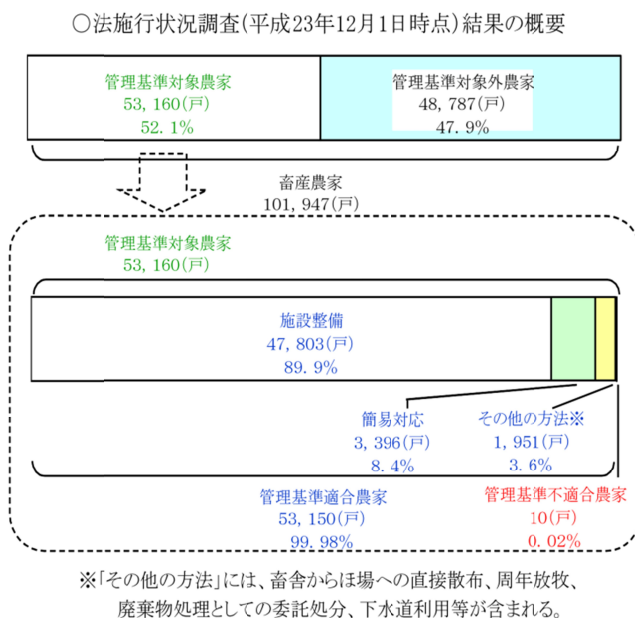 ○法施行状況調査(平成23年12月1日時点)結果の概要
管理基準対象農家
53,160(戸)
52.1%
管理基準対象外農家
48,787(戸)
47.9%
畜産農家
101,947(戸)
管理基準対象農家
53,160(戸)
施設整備
47,803(戸)
89.9%
簡易対応
3,396(戸)
8.4%
その他の方法※
1,951(戸)
3.6%
管理基準適合農家
53,150(戸)
99.98%
管理基準不適合農家
10(戸)
0.02%
※「その他の方法」には、畜舎からほ場への直接散布、周年放牧、
廃棄物処理としての委託処分、下水道利用等が含まれる。